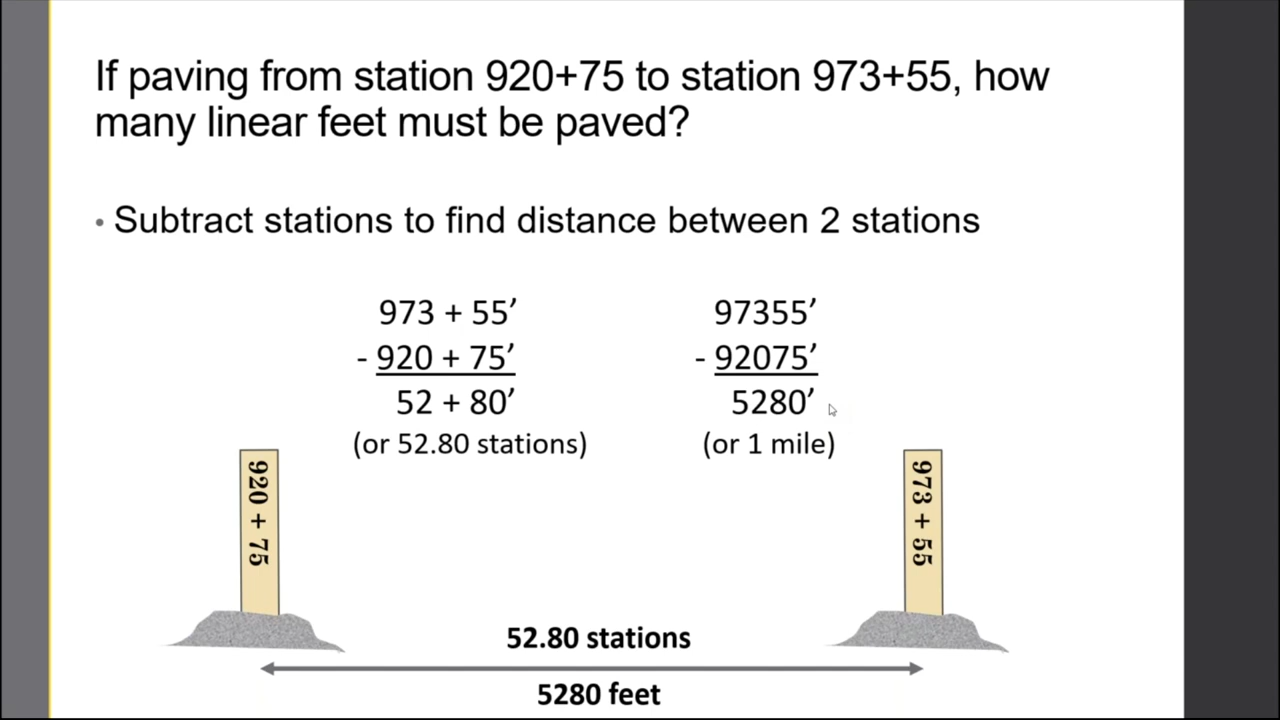 If paving from station 920+75 to station 973+55, how
many linear feet must be paved?
• Subtract stations to find distance between 2 stations
973 + 55′
- 920 + 75′
52 + 80′
(or 52.80 stations)
97355′
- 92075′
5280′
(or 1 mile)
920 + 75
973 + 55
52.80 stations
5280 feet